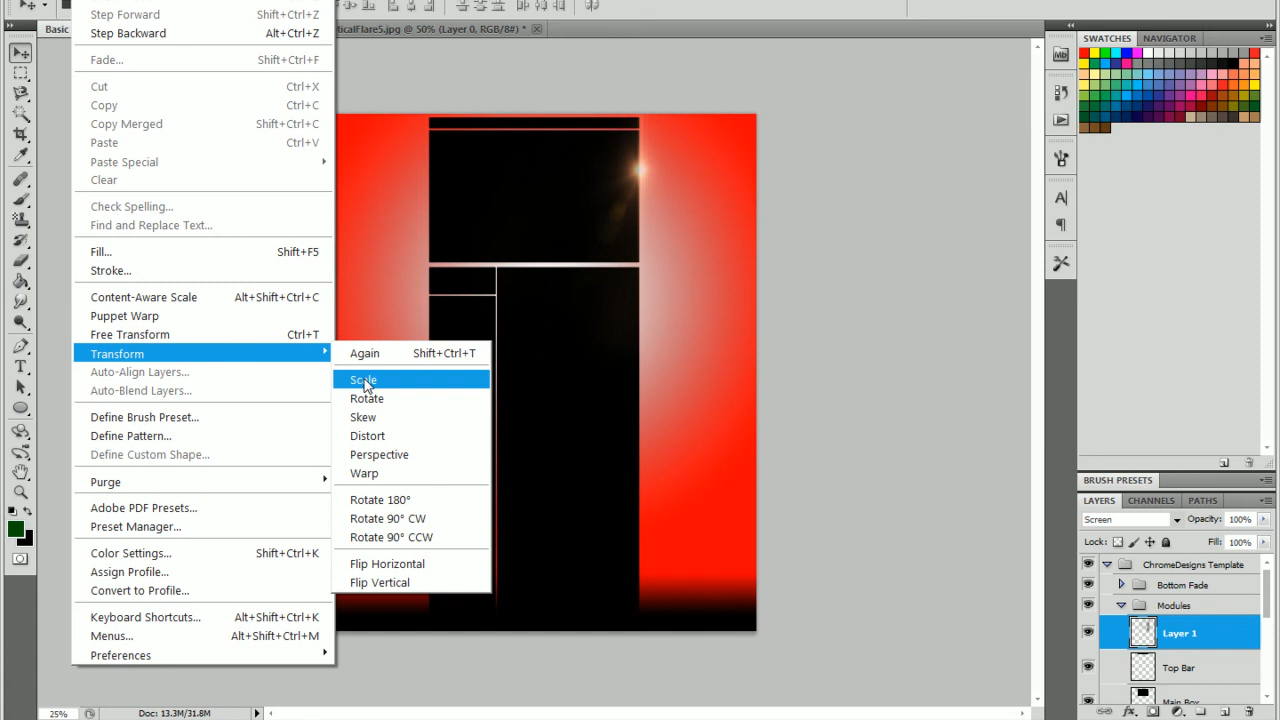 Step Forward Shift+Ctrl+Z
Step Backward Alt+Ctrl+Z
Fade... Shift+Ctrl+F
Cut Ctrl+X
Copy Ctrl+C
Copy Merged Shift+Ctrl+C
Paste Ctrl+V
Paste Special
Clear
Check Spelling...
Find and Replace Text...
Fill... Shift+F5
Stroke...
Content-Aware Scale Alt+Shift+Ctrl+C
Puppet Warp
Free Transform Ctrl+T
Transform
Auto-Align Layers...
Auto-Blend Layers...
Define Brush Preset...
Define Pattern...
Define Custom Shape...
Purge
Adobe PDF Presets...
Preset Manager...
Color Settings... Shift+Ctrl+K
Assign Profile...
Convert to Profile...
Keyboard Shortcuts... Alt+Shift+Ctrl+K
Menus... Alt+Shift+Ctrl+M
Preferences
Again Shift+Ctrl+T
Scale
Rotate
Skew
Distort
Perspective
Warp
Rotate 180°
Rotate 90° CW
Rotate 90° CCW
Flip Horizontal
Flip Vertical
Basic
ticalFlare5.jpg @ 50% (Layer 0, RGB/8#) *
25% Doc: 13.3M/31.8M
SWATCHES NAVIGATOR
Mb
BRUSH PRESETS
LAYERS CHANNELS PATHS
Screen Opacity: 100%
Lock: Fill: 100%
ChromeDesigns Template
Bottom Fade
Modules
Layer 1
Top Bar
Main Box